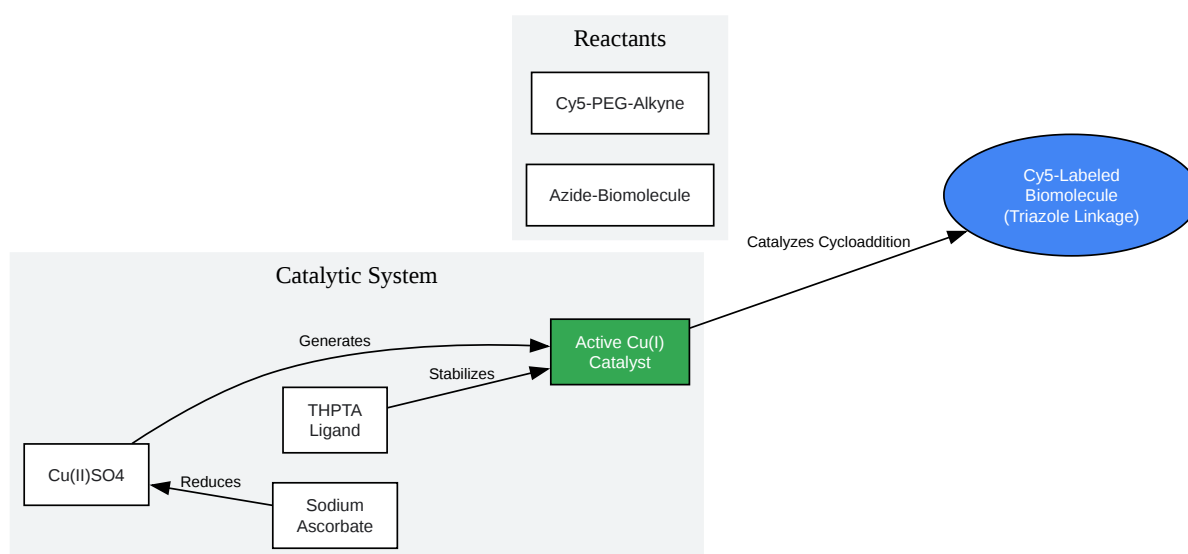 Reactants
Cy5-PEG-Alkyne
Azide-Biomolecule
Cy5-Labeled
Biomolecule
(Triazole Linkage)
Catalyzes Cycloaddition
Catalytic System
Generates
Active Cu(I)
Catalyst
Stabilizes
THPTA
Ligand
Cu(II)SO4
Reduces
Sodium
Ascorbate